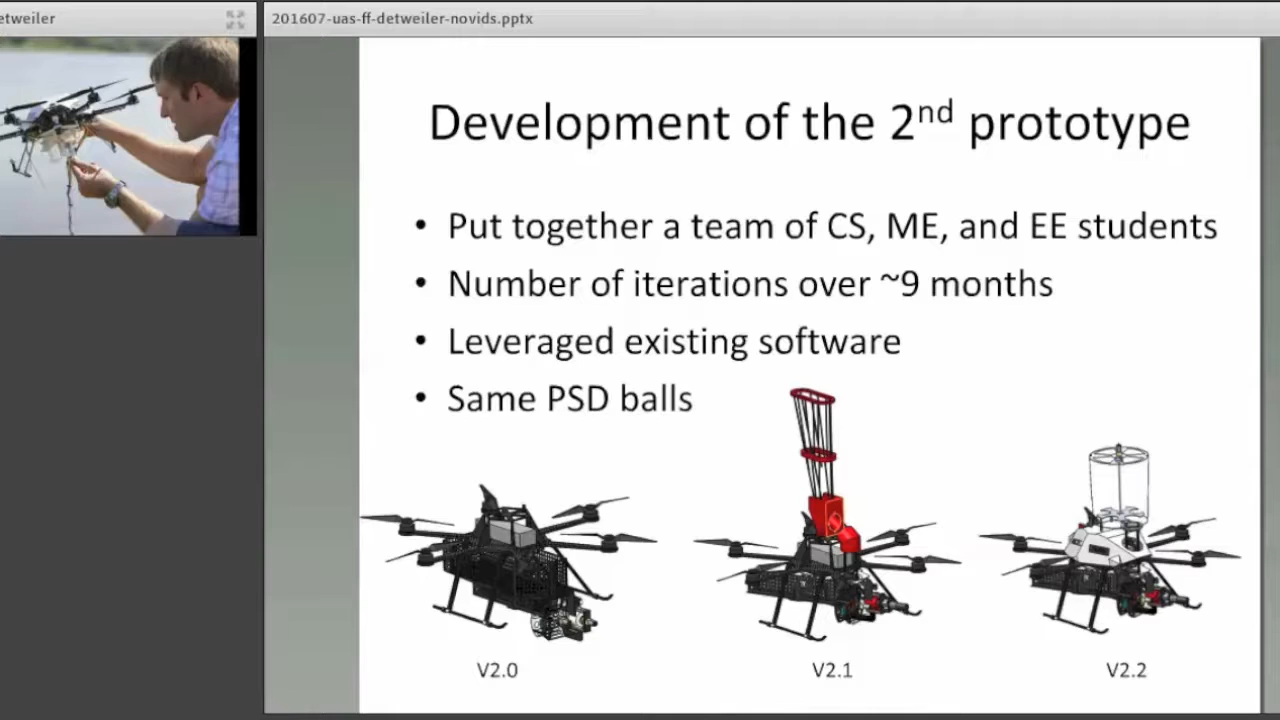 etweiler
201607-uas-ff-detweiler-novids.pptx
Development of the 2nd prototype
• Put together a team of CS, ME, and EE students
• Number of iterations over ~9 months
• Leveraged existing software
• Same PSD balls
V2.0
V2.1
V2.2